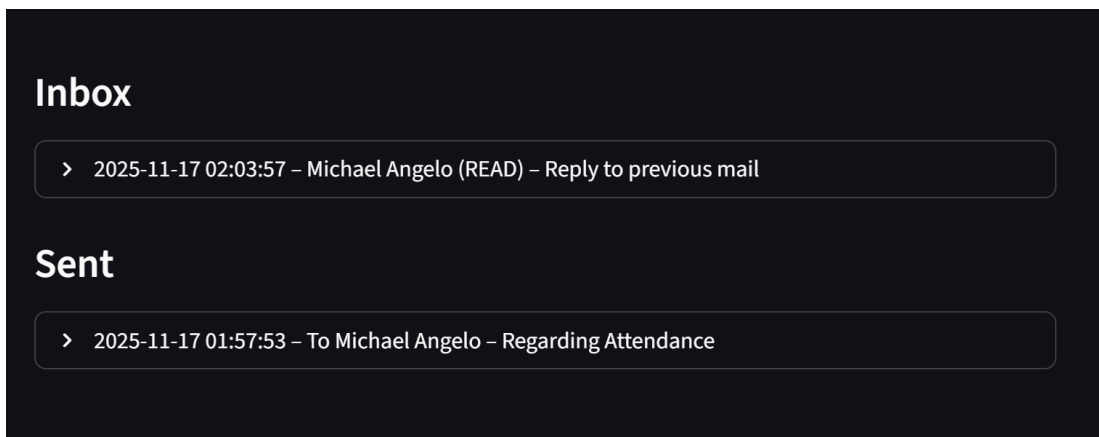 Inbox
2025-11-17 02:03:57 – Michael Angelo (READ) – Reply to previous mail
Sent
2025-11-17 01:57:53 – To Michael Angelo – Regarding Attendance